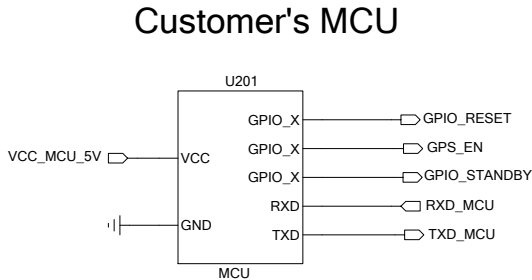 Customer's MCU
U201
GPIO_X GPIO_RESET
VCC_MCU_5V VCC GPIO_X GPS_EN
GPIO_X GPIO_STANDBY
RXD RXD_MCU
GND TXD TXD_MCU
MCU